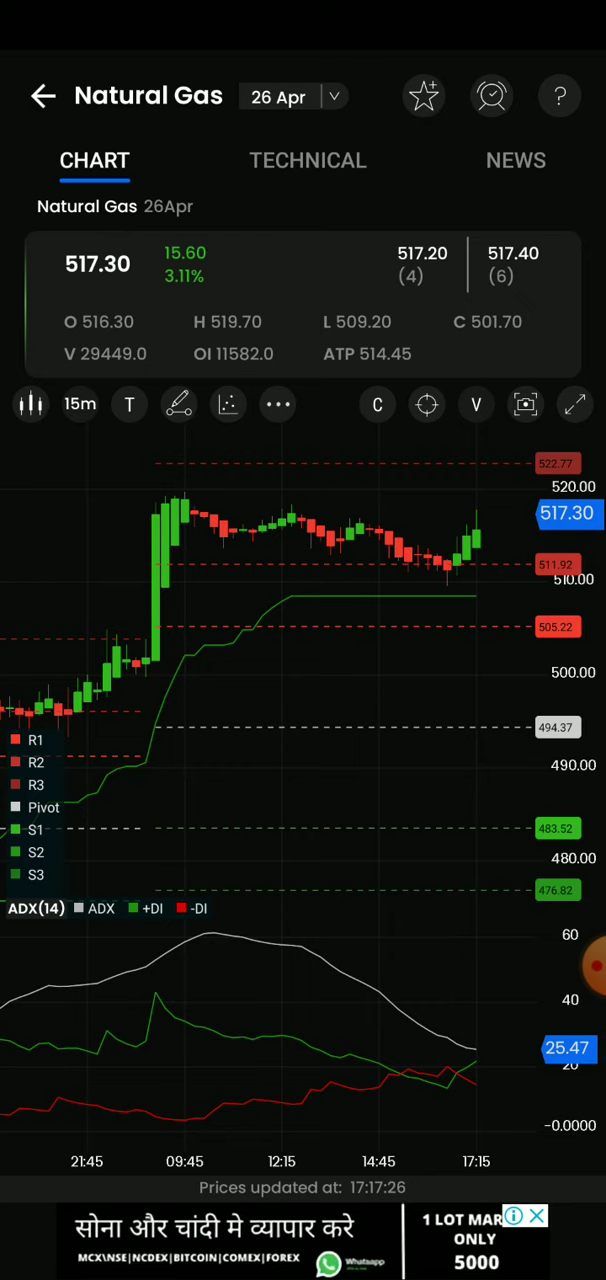 Natural Gas 26 Apr ?
CHART TECHNICAL NEWS
Natural Gas 26Apr
517.30 15.60 3.11% 517.20 (4) 517.40 (6)
O 516.30 H 519.70 L 509.20 C 501.70
V 29449.0 OI 11582.0 ATP 514.45
15m T C V
522.77
520.00
517.30
511.92
510.00
505.22
500.00
494.37
490.00
483.52
480.00
476.82
R1
R2
R3
Pivot
S1
S2
S3
ADX(14) ADX +DI -DI
60
40
25.47
20
-0.0000
21:45 09:45 12:15 14:45 17:15
Prices updated at: 17:17:26
सोना और चांदी मे व्यापार करे
MCX\NSE|NCDEX|BITCOIN|COMEX|FOREX
Whatsapp
1 LOT MAR
ONLY
5000